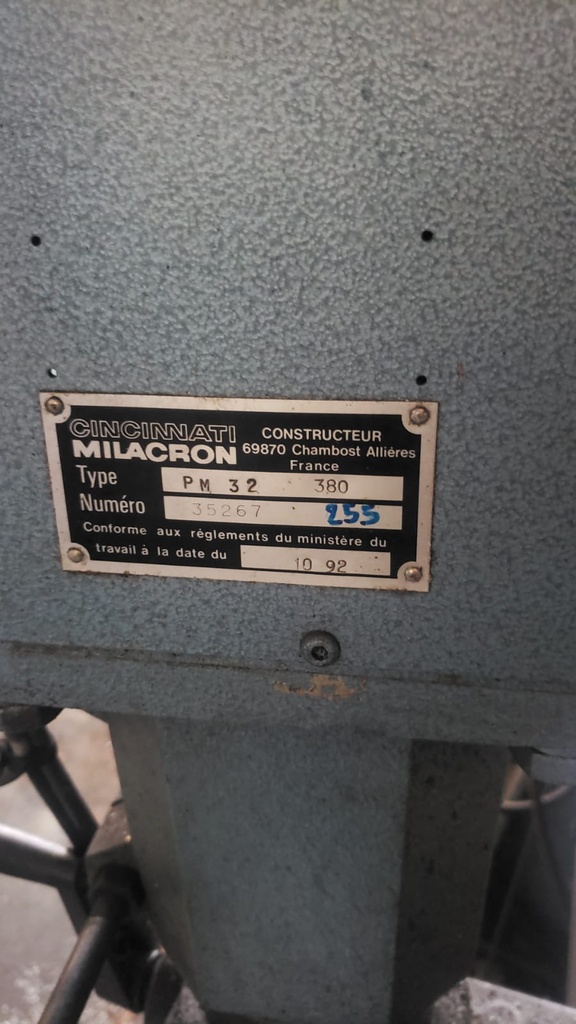 CINCINNATI
MILACRON
CONSTRUCTEUR
69870 Chambost Alliéres
France
Type PM 32 380
Numéro 35267 255
Conforme aux règlements du ministère du
travail à la date du 10 92